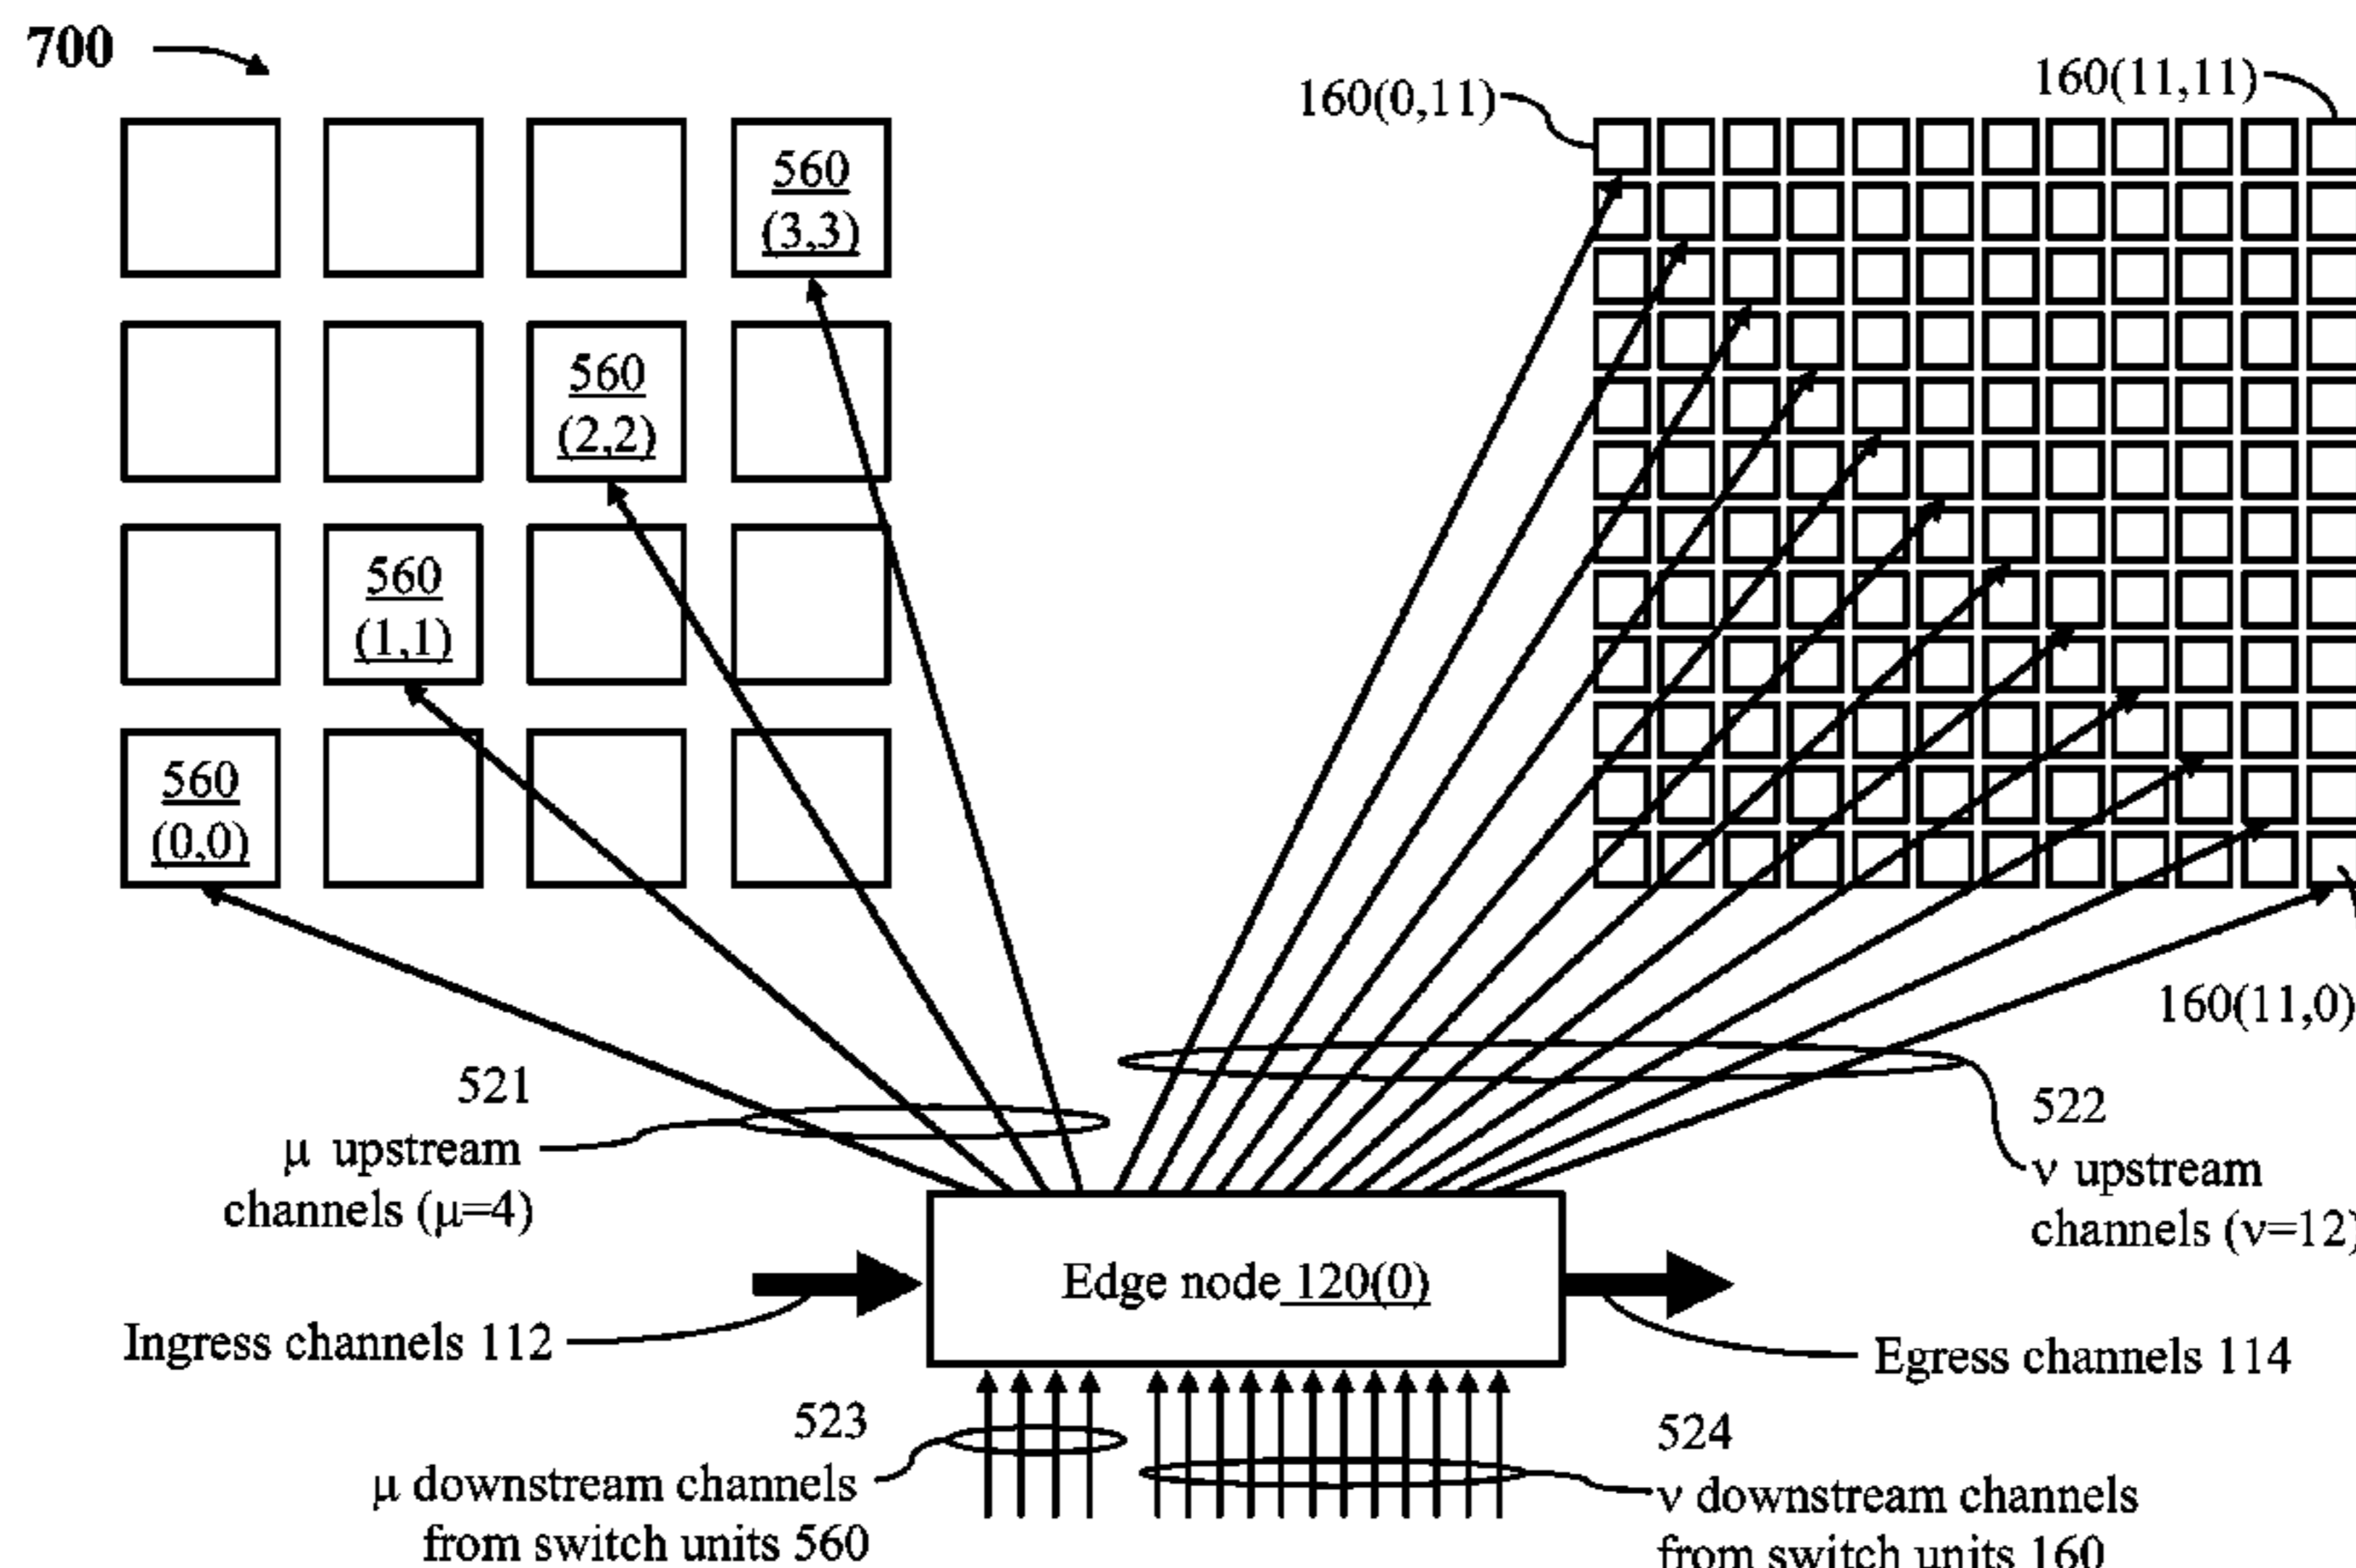 700
160(0,11)
160(11,11)
560
(3,3)
560
(2,2)
560
(1,1)
560
(0,0)
160(11,0)
521
μ upstream
channels (μ=4)
522
ν upstream
channels (ν=12)
Edge node 120(0)
Ingress channels 112
Egress channels 114
523
μ downstream channels
from switch units 560
524
ν downstream channels
from switch units 160